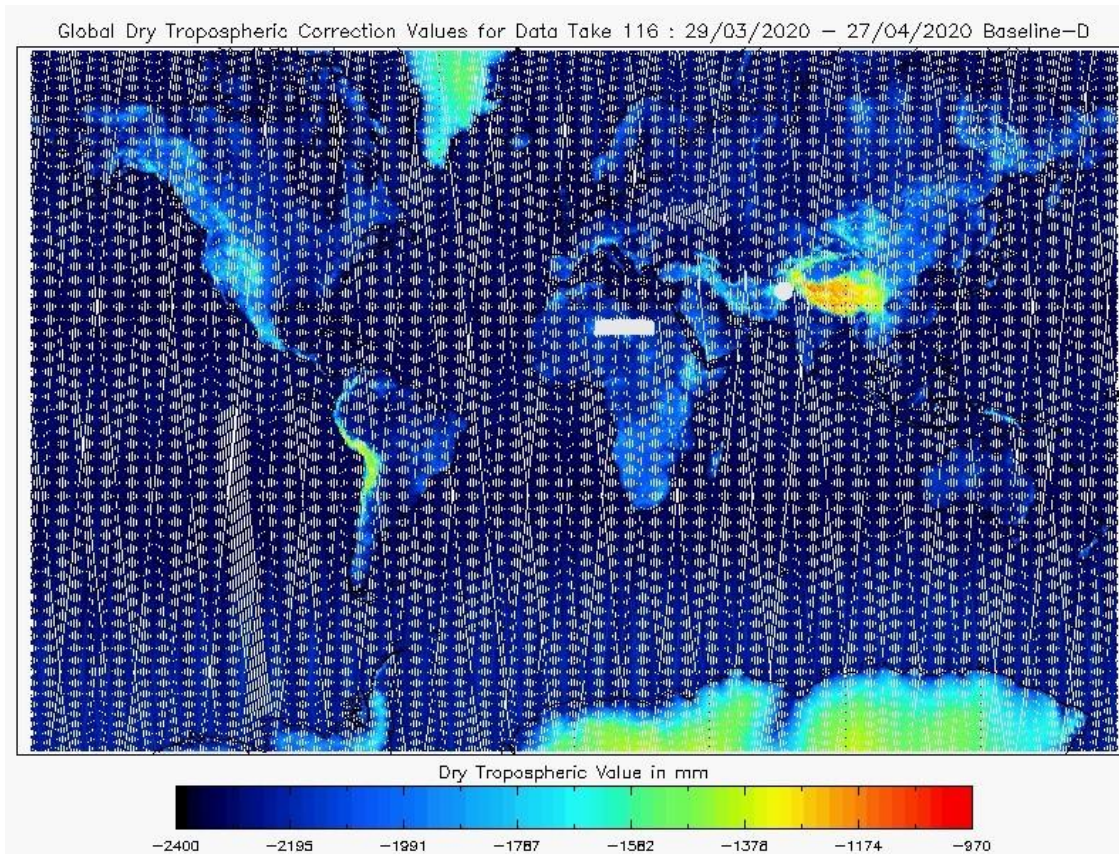 Global Dry Tropospheric Correction Values for Data Take 116 : 29/03/2020 – 27/04/2020 Baseline-D
Dry Tropospheric Value in mm
-2400 -2195 -1991 -1787 -1582 -1378 -1174 -970